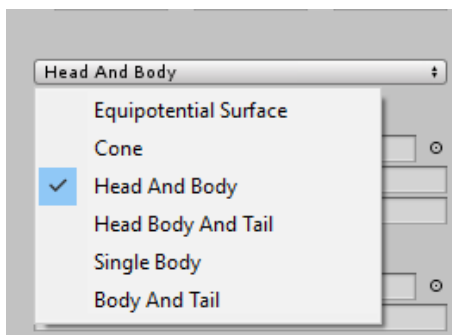 Head And Body
Equipotential Surface
Cone
Head And Body
Head Body And Tail
Single Body
Body And Tail